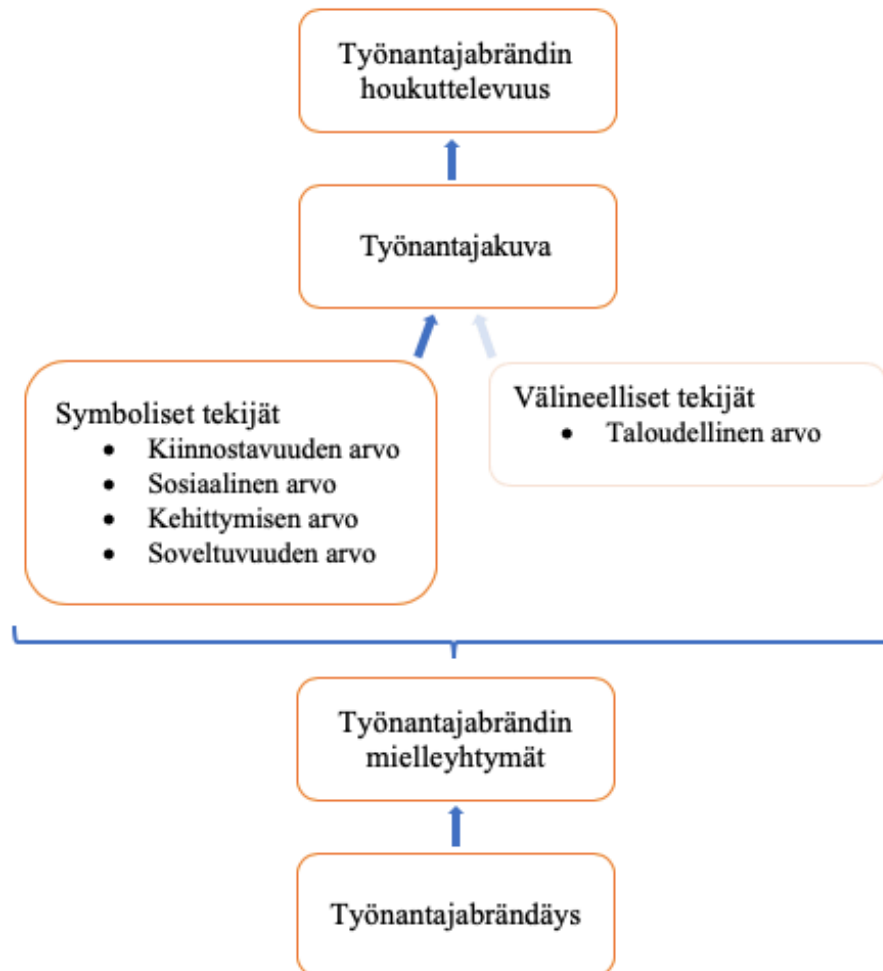 Työnantajabrändin
houkuttelevuus
Työnantajakuva
Symboliset tekijät
• Kiinnostavuuden arvo
• Sosiaalinen arvo
• Kehittymisen arvo
• Soveltuvuuden arvo
Välineelliset tekijät
• Taloudellinen arvo
Työnantajabrändin
mielleyhtymät
Työnantajabrändäys